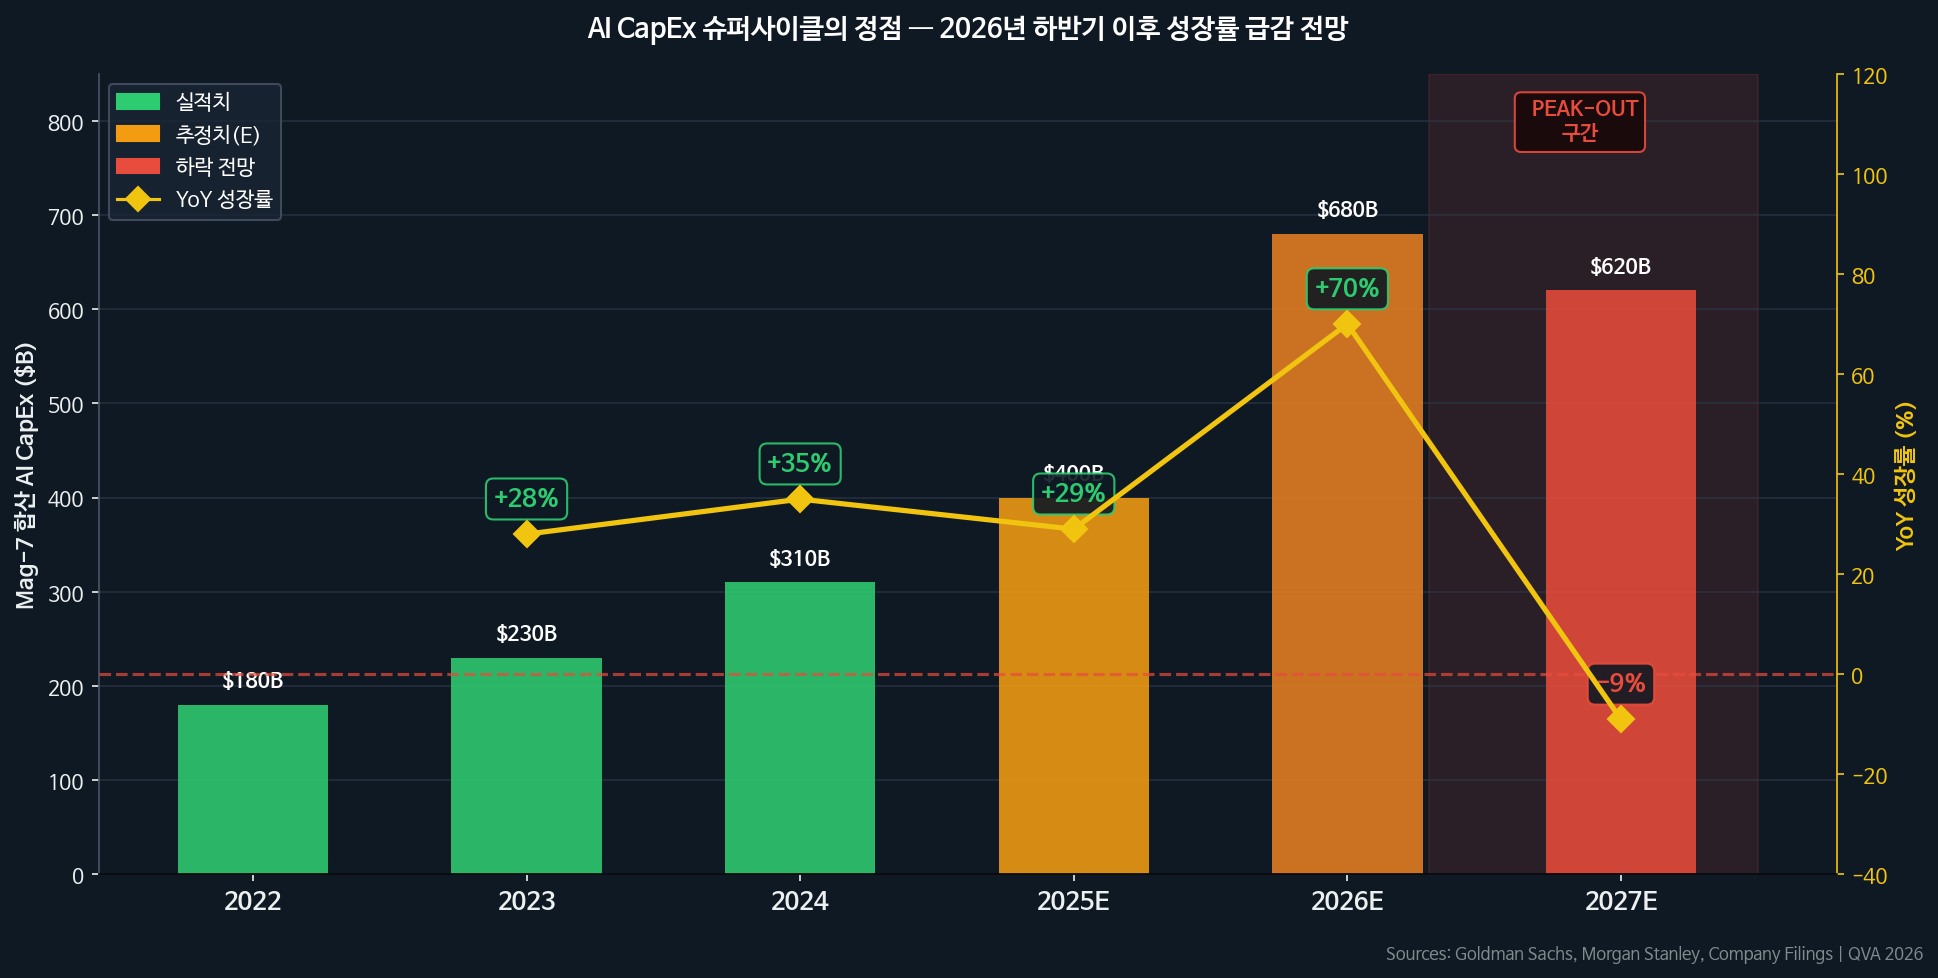 AI CapEx 슈퍼사이클의 정점 — 2026년 하반기 이후 성장률 급감 전망
실적치
추정치(E)
하락 전망
YoY 성장률
PEAK-OUT
구간
Mag-7 합산 AI CapEx ($B)
800
700
600
500
400
300
200
100
0
120
100
80
60
40
20
0
−20
−40
YoY 성장률 (%)
$180B
$230B
$310B
$400B
$680B
$620B
+28%
+35%
+29%
+70%
−9%
2022
2023
2024
2025E
2026E
2027E
Sources: Goldman Sachs, Morgan Stanley, Company Filings | QVA 2026